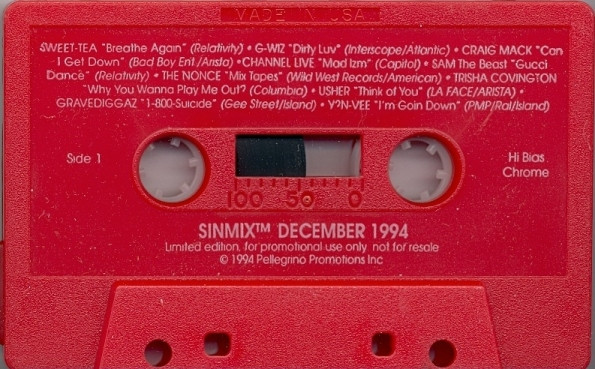 MADE IN USA
SWEET-TEA "Breathe Again" (Relativity) • G-WIZ "Dirty Luv" (Interscope/Atlantic) • CRAIG MACK "Can
I Get Down" (Bad Boy Ent./Arista) • CHANNEL LIVE "Mad Izm" (Capitol) • SAM The Beast "Gucci
Dance" (Relativity) • THE NONCE "Mix Tapes" (Wild West Records/American) • TRISHA COVINGTON
"Why You Wanna Play Me Out? (Columbia) • USHER "Think of You" (LA FACE/ARISTA) •
GRAVEDIGGAZ "1-800-Suicide" (Gee Street/Island) • Y?N-VEE "I'm Goin Down" (PMP/Ral/Island)
Side 1
Hi Bias
Chrome
100 50 0
SINMIX™ DECEMBER 1994
Limited edition, for promotional use only not for resale
© 1994 Pellegrino Promotions Inc